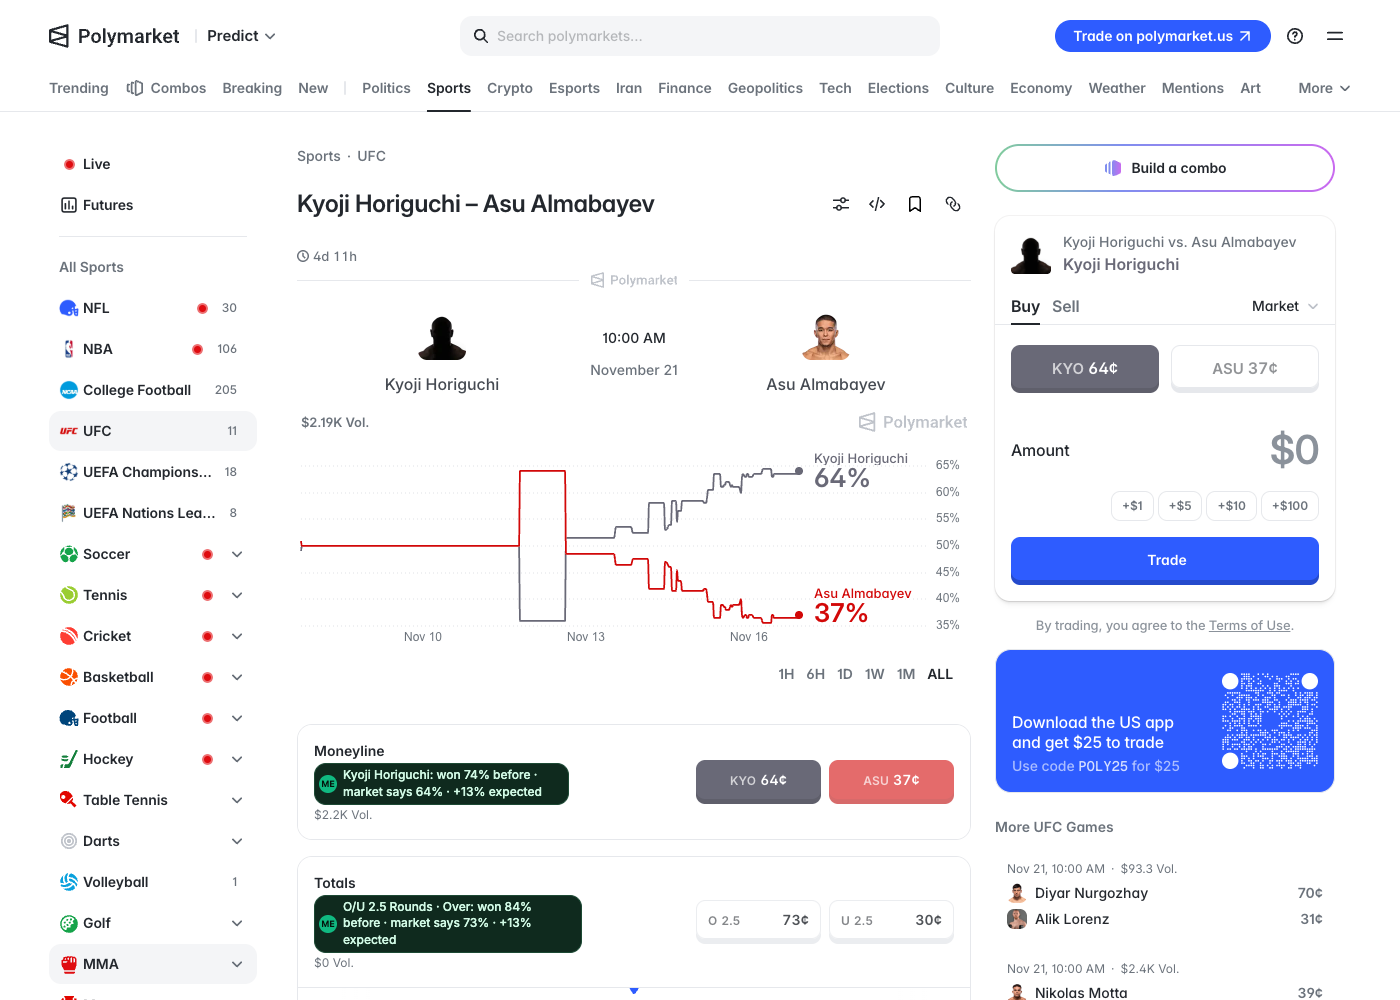 Polymarket
Predict
Search polymarkets...
Trade on polymarket.us
Trending
Combos
Breaking
New
Politics
Sports
Crypto
Esports
Iran
Finance
Geopolitics
Tech
Elections
Culture
Economy
Weather
Mentions
Art
More
Live
Futures
All Sports
NFL 30
NBA 106
College Football 205
UFC UFC 11
UEFA Champions... 18
UEFA Nations Lea... 8
Soccer
Tennis
Cricket
Basketball
Football
Hockey
Table Tennis
Darts
Volleyball 1
Golf
MMA
Sports · UFC
Kyoji Horiguchi – Asu Almabayev
4d 11h
Polymarket
Kyoji Horiguchi
10:00 AM
November 21
Asu Almabayev
$2.19K Vol.
Polymarket
Kyoji Horiguchi
64%
Asu Almabayev
37%
65%
60%
55%
50%
45%
40%
35%
Nov 10
Nov 13
Nov 16
1H 6H 1D 1W 1M ALL
Moneyline
ME
Kyoji Horiguchi: won 74% before ·
market says 64% · +13% expected
$2.2K Vol.
KYO 64¢
ASU 37¢
Totals
ME
O/U 2.5 Rounds · Over: won 84%
before · market says 73% · +13%
expected
$0 Vol.
O 2.5 73¢
U 2.5 30¢
Build a combo
Kyoji Horiguchi vs. Asu Almabayev
Kyoji Horiguchi
Buy Sell
Market
KYO 64¢
ASU 37¢
Amount
$0
+$1
+$5
+$10
+$100
Trade
By trading, you agree to the Terms of Use.
Download the US app
and get $25 to trade
Use code POLY25 for $25
More UFC Games
Nov 21, 10:00 AM · $93.3 Vol.
Diyar Nurgozhay 70¢
Alik Lorenz 31¢
Nov 21, 10:00 AM · $2.4K Vol.
Nikolas Motta 39¢